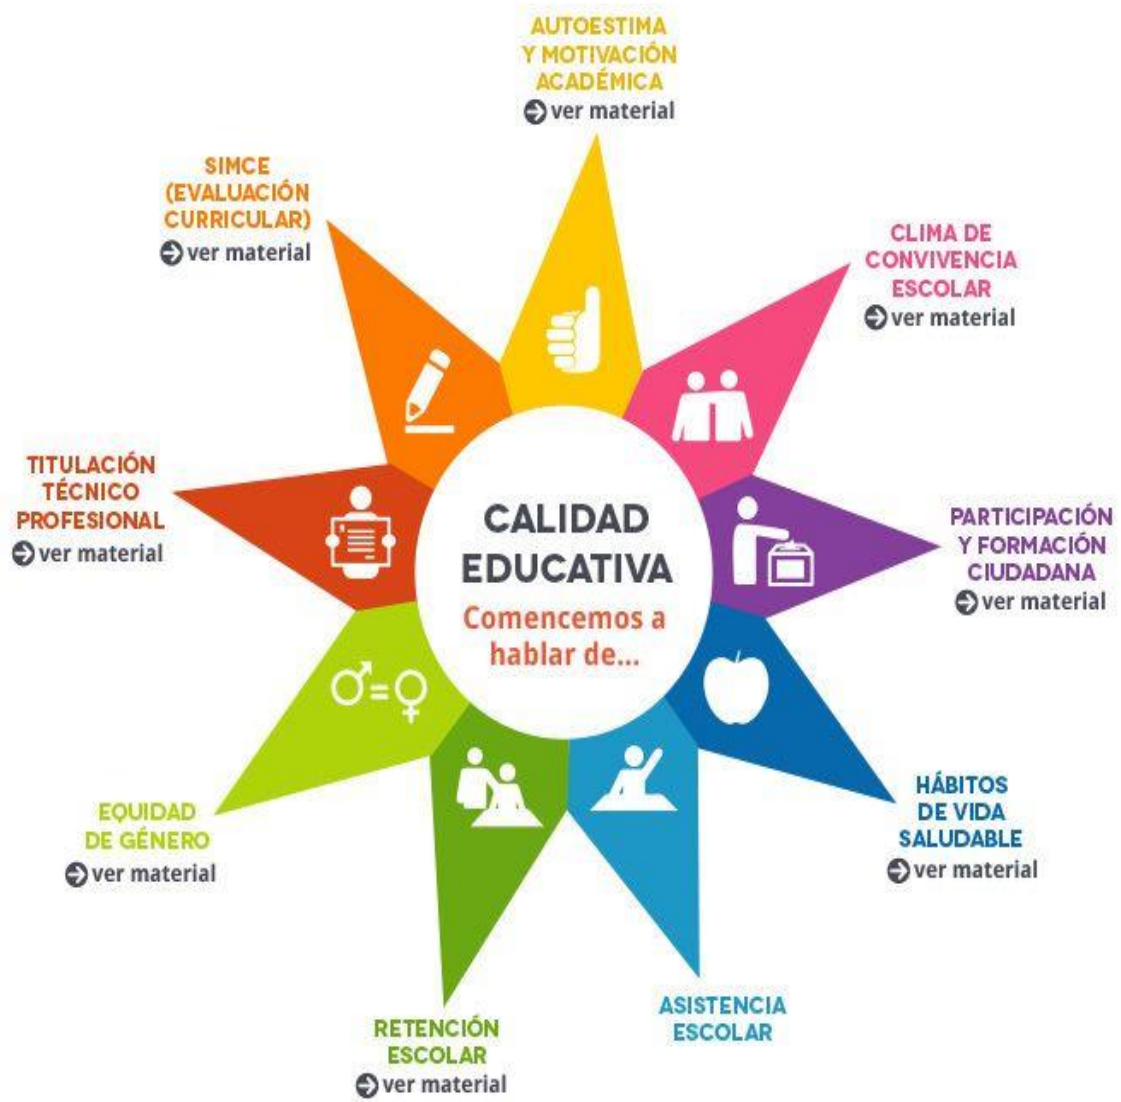 AUTOESTIMA
Y MOTIVACIÓN
ACADÉMICA
ver material
SIMCE
(EVALUACIÓN
CURRICULAR)
ver material
CLIMA DE
CONVIVENCIA
ESCOLAR
ver material
TITULACIÓN
TÉCNICO
PROFESIONAL
ver material
CALIDAD
EDUCATIVA
Comencemos a
hablar de...
PARTICIPACIÓN
Y FORMACIÓN
CIUDADANA
ver material
EQUIDAD
DE GÉNERO
ver material
HÁBITOS
DE VIDA
SALUDABLE
ver material
RETENCIÓN
ESCOLAR
ver material
ASISTENCIA
ESCOLAR